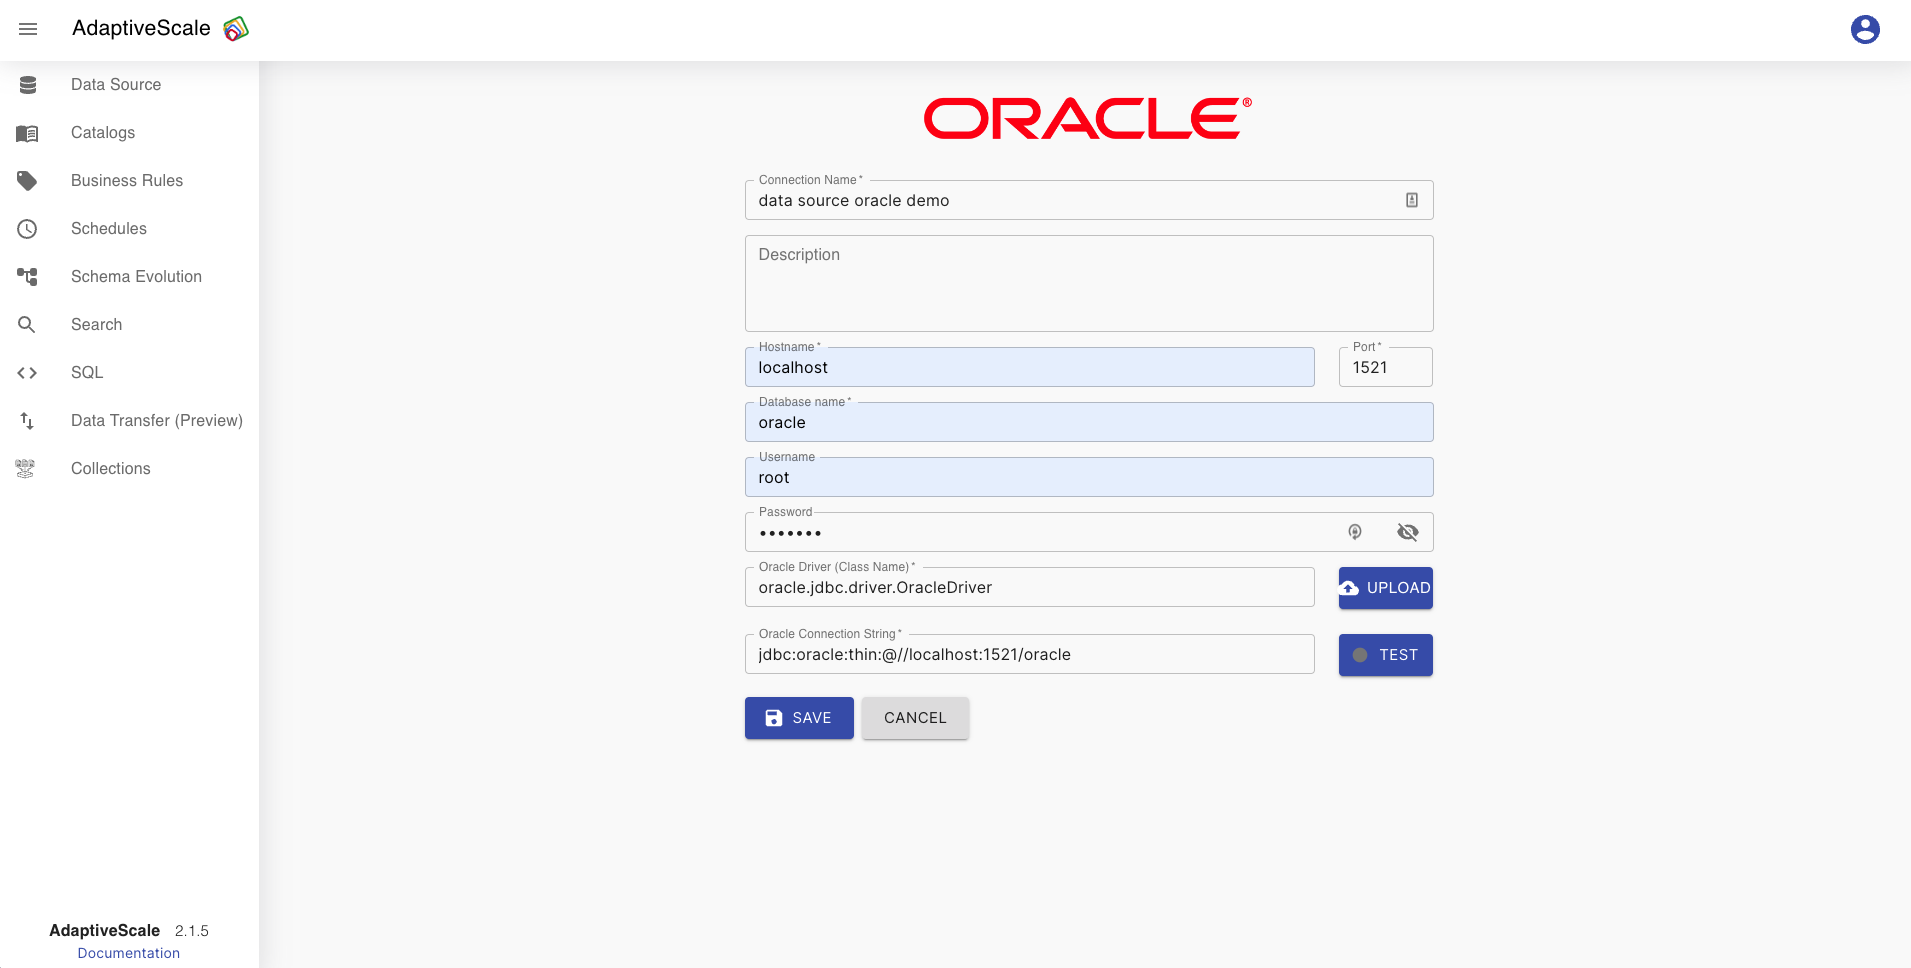 AdaptiveScale
Data Source
Catalogs
Business Rules
Schedules
Schema Evolution
Search
SQL
Data Transfer (Preview)
Collections
AdaptiveScale 2.1.5
Documentation
ORACLE®
Connection Name *
data source oracle demo
Description
Hostname * Port *
localhost 1521
Database name *
oracle
Username
root
Password
•••••••
Oracle Driver (Class Name) *
oracle.jdbc.driver.OracleDriver UPLOAD
Oracle Connection String *
jdbc:oracle:thin:@//localhost:1521/oracle TEST
SAVE CANCEL